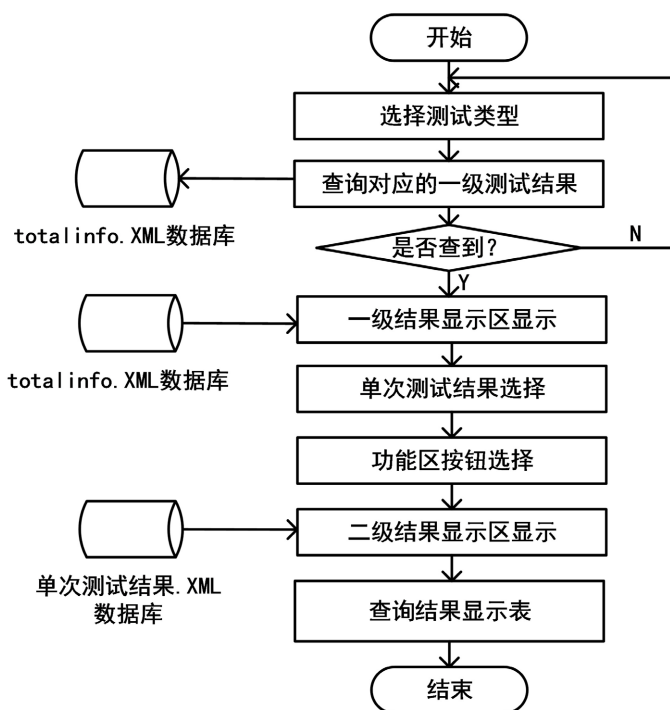 开始
选择测试类型
查询对应的一级测试结果
totalinfo.XML数据库
是否查到?
N
Y
一级结果显示区显示
totalinfo.XML数据库
单次测试结果选择
功能区按钮选择
二级结果显示区显示
单次测试结果.XML
数据库
查询结果显示表
结束